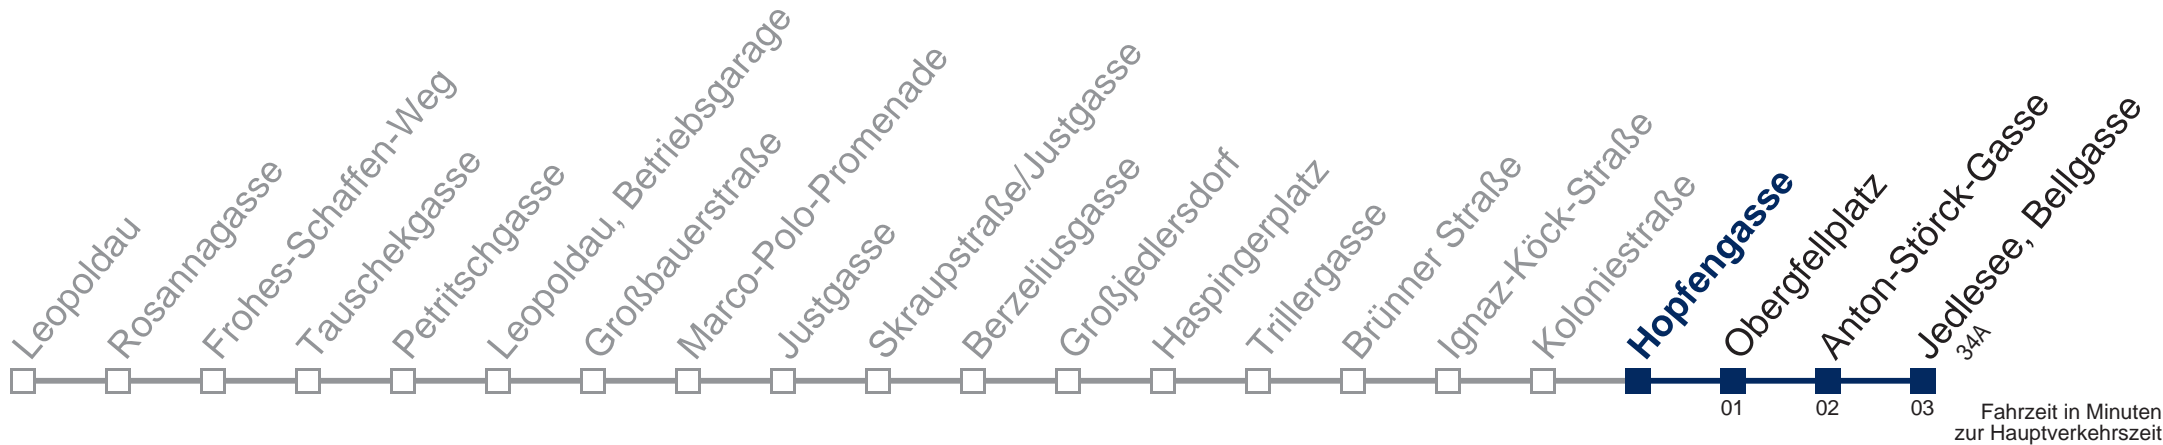 Leopoldau
Rosannagasse
Frohes-Schaffen-Weg
Tauschekgasse
Petritschgasse
Leopoldau, Betriebsgarage
Großbauerstraße
Marco-Polo-Promenade
Justgasse
Skraupstraße/Justgasse
Berzeliusgasse
Großjedlersdorf
Haspingerplatz
Trillergasse
Brünner Straße
Ignaz-Köck-Straße
Koloniestraße
Hopfengasse
Obergfellplatz
Anton-Störck-Gasse
Jedlesee, Bellgasse
34A
01 02 03
Fahrzeit in Minuten
zur Hauptverkehrszeit